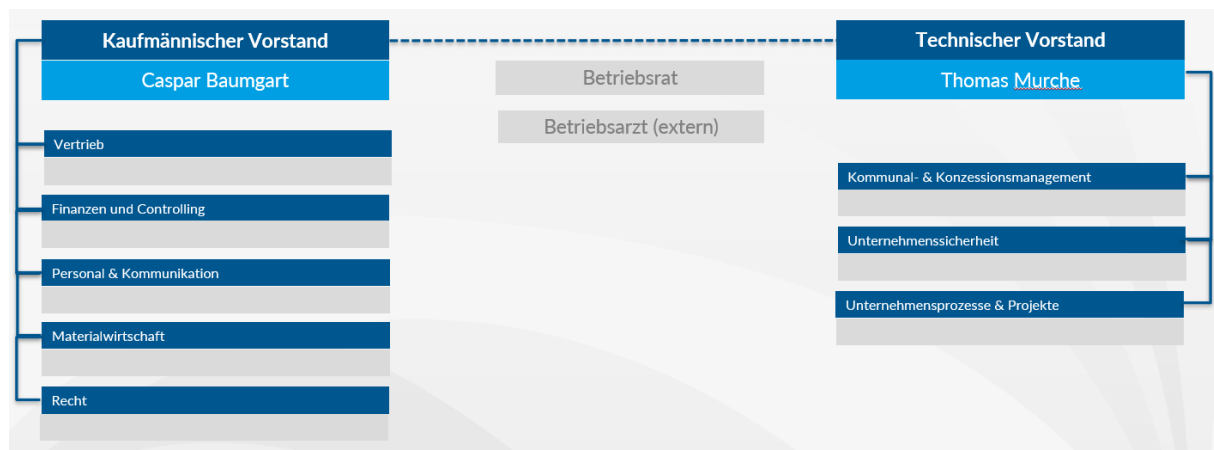 Kaufmännischer Vorstand
Caspar Baumgart
Vertrieb
Finanzen und Controlling
Personal & Kommunikation
Materialwirtschaft
Recht
Betriebsrat
Betriebsarzt (extern)
Technischer Vorstand
Thomas Murche
Kommunal- & Konzessionsmanagement
Unternehmenssicherheit
Unternehmensprozesse & Projekte